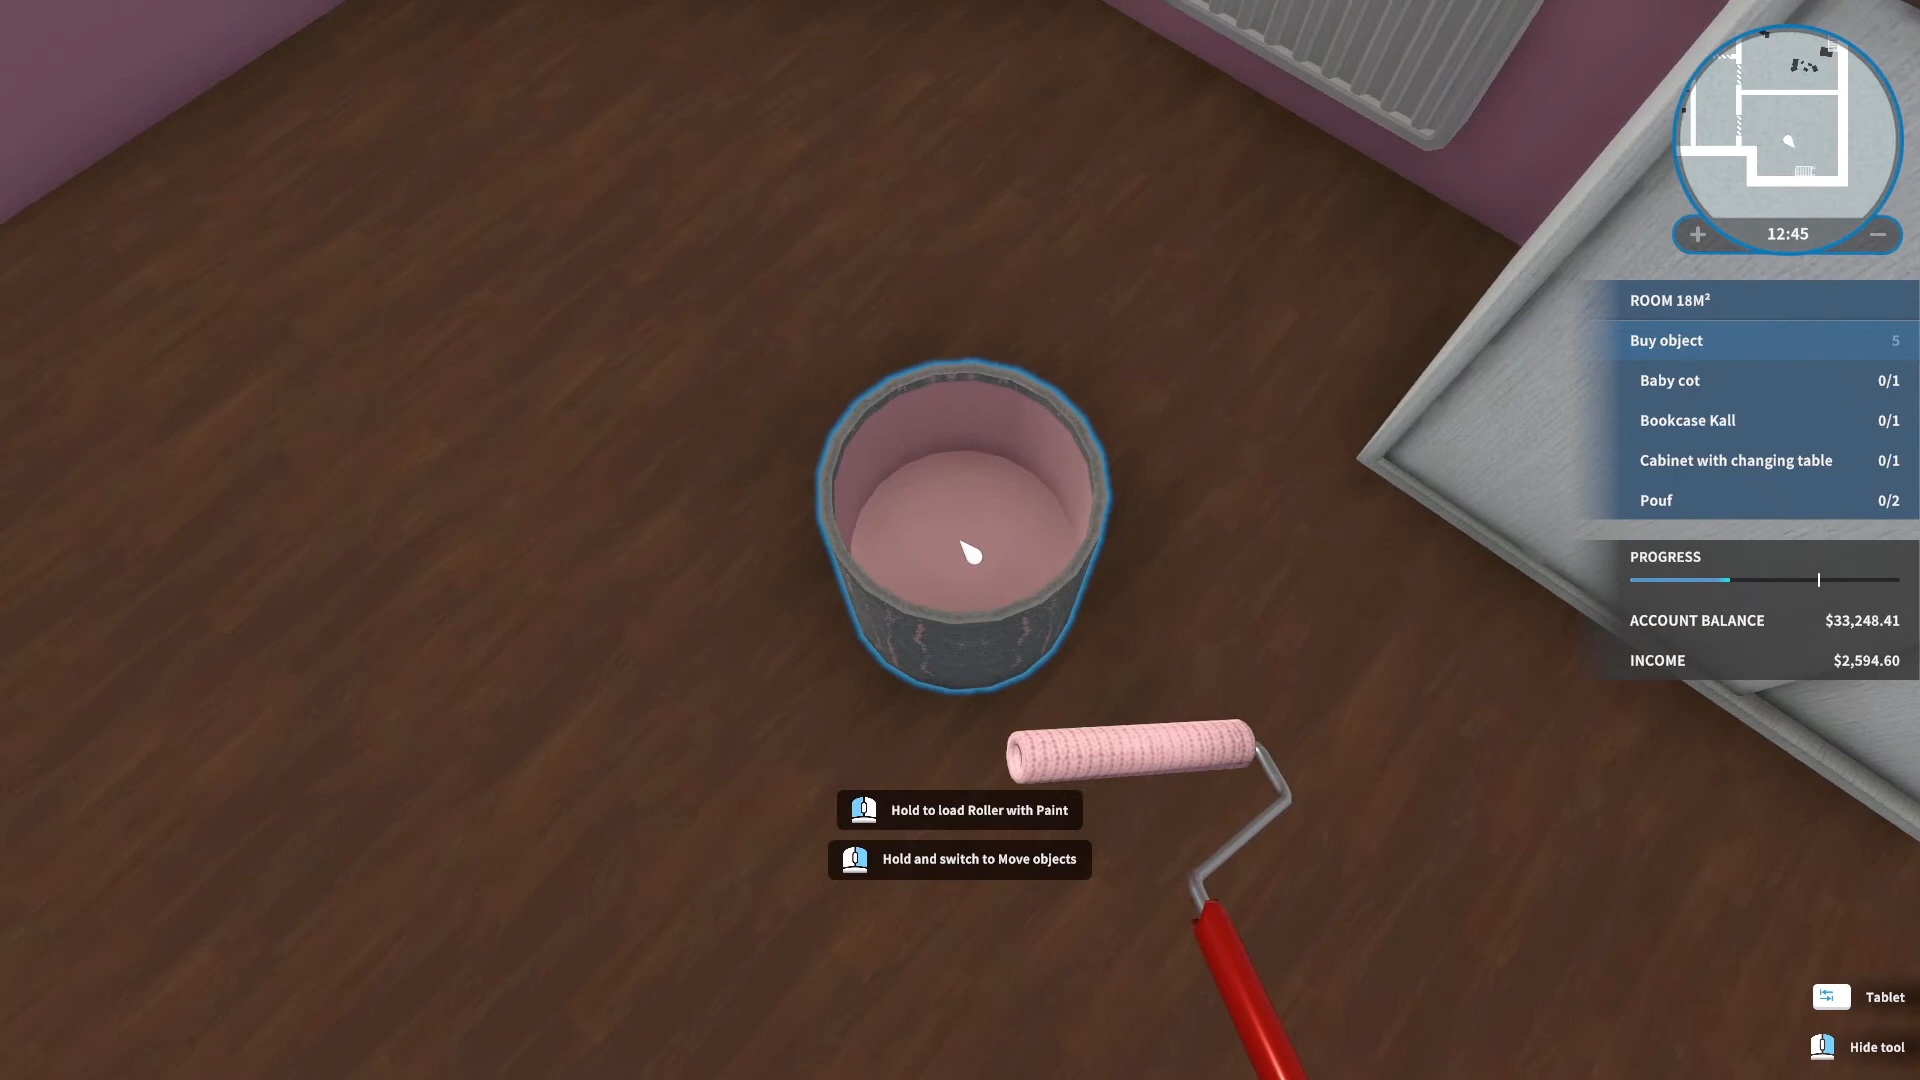 12:45
ROOM 18M²
Buy object 5
Baby cot 0/1
Bookcase Kall 0/1
Cabinet with changing table 0/1
Pouf 0/2
PROGRESS
ACCOUNT BALANCE $33,248.41
INCOME $2,594.60
Hold to load Roller with Paint
Hold and switch to Move objects
Tablet
Hide tool